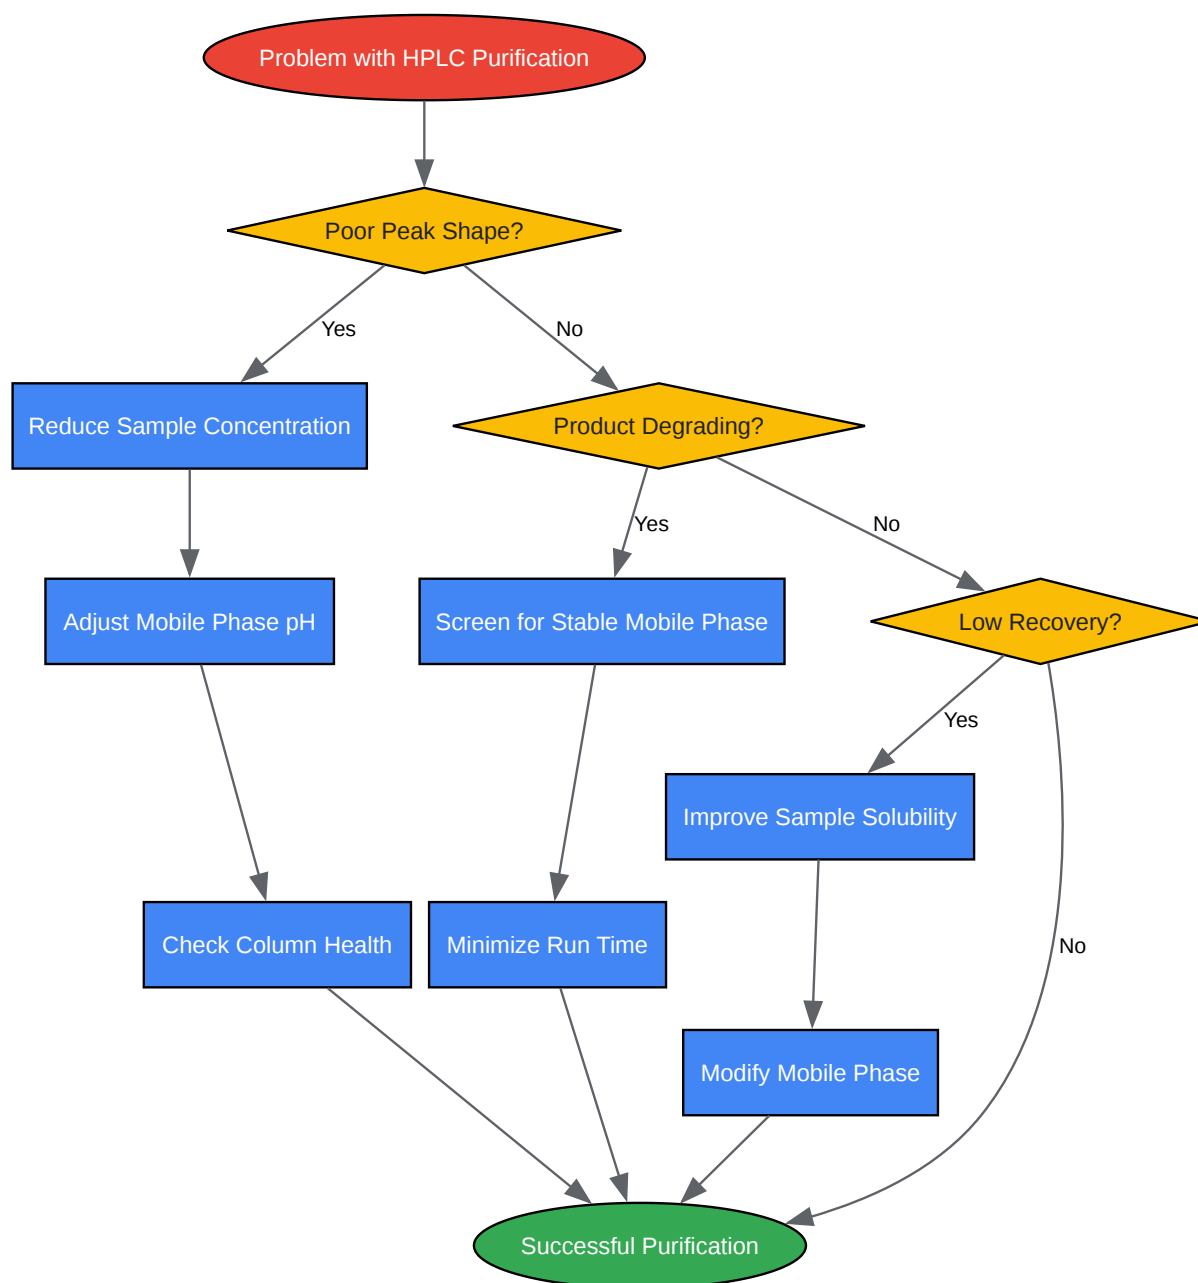 Problem with HPLC Purification
Poor Peak Shape?
Yes
No
Reduce Sample Concentration
Product Degrading?
Yes
No
Adjust Mobile Phase pH
Screen for Stable Mobile Phase
Low Recovery?
Yes
Improve Sample Solubility
Check Column Health
Minimize Run Time
No
Modify Mobile Phase
Successful Purification